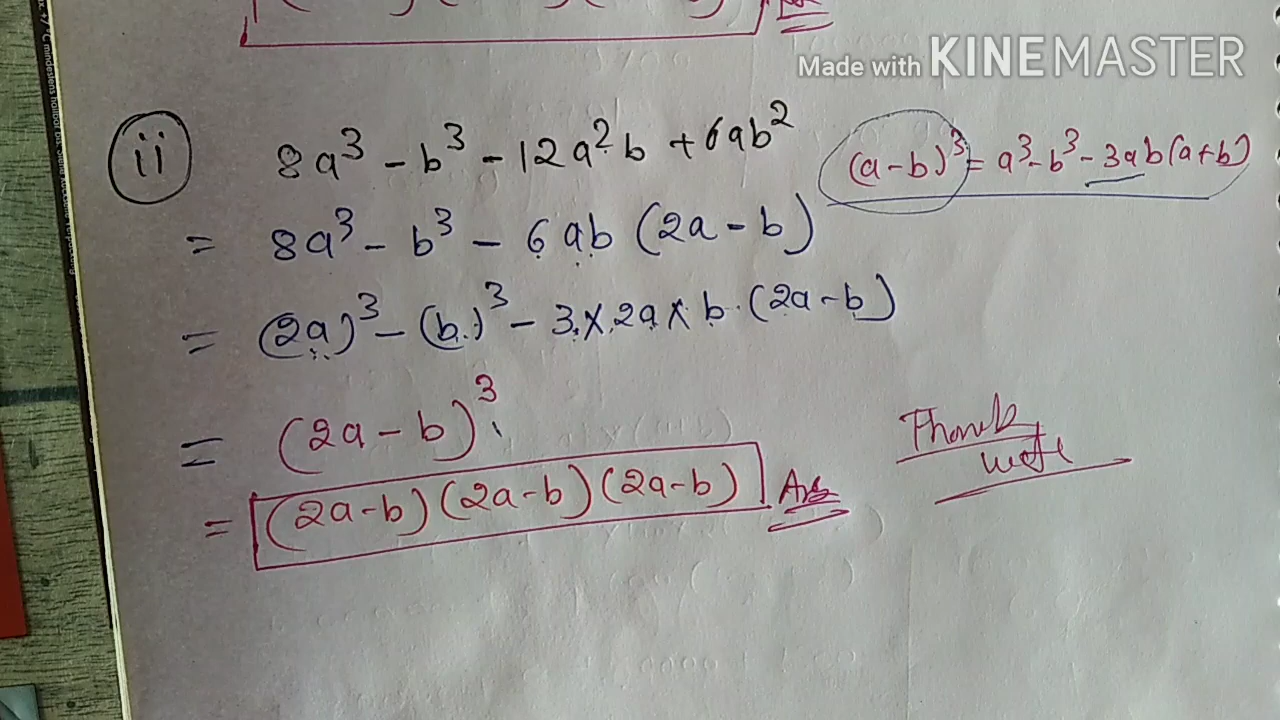 Made with KINEMASTER
ii 8a³ - b³ - 12a²b + 6ab²
(a-b)³ = a³-b³ - 3ab(a+b)
= 8a³ - b³ - 6ab (2a - b)
= (2a)³ - (b)³ - 3 × 2a × b . (2a - b)
= (2a - b)³
= (2a-b) (2a-b) (2a-b) Ans
Thank